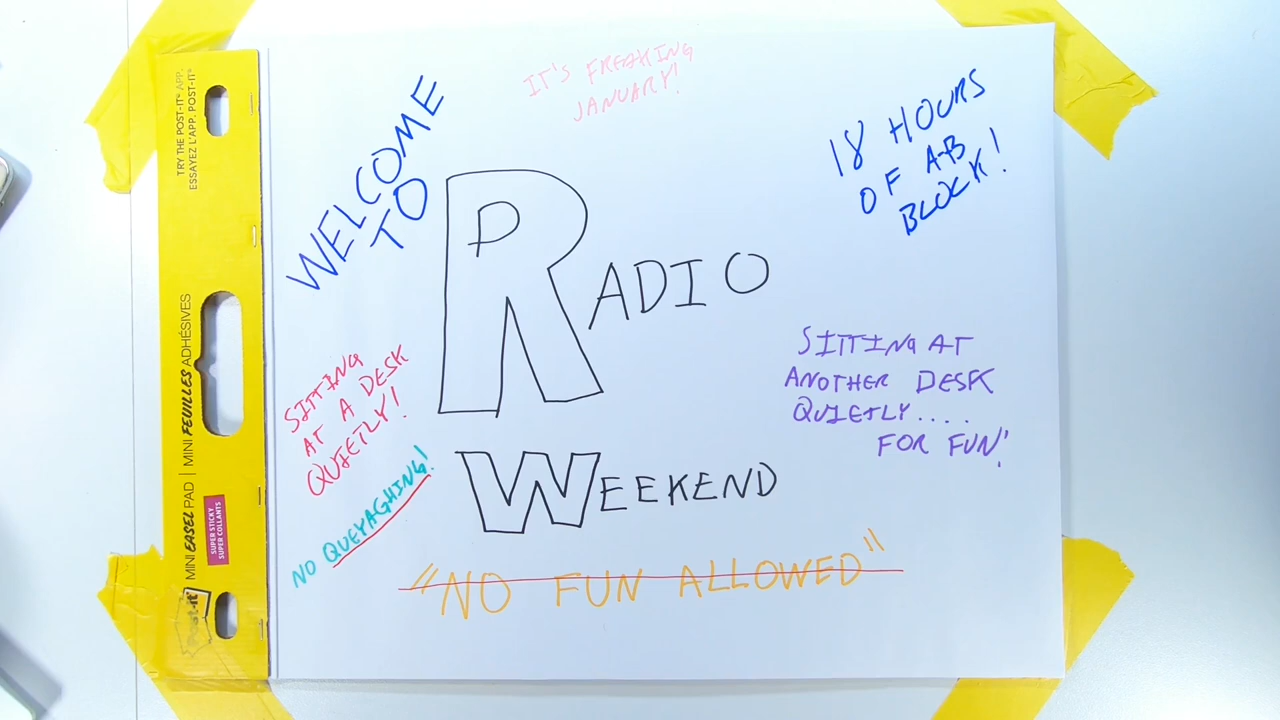 TRY THE POST-IT® APP.
ESSAYEZ L'APP. POST-IT®
MINI EASEL PAD | MINI FEUILLES ADHÉSIVES
SUPER STICKY
SUPER COLLANTS
Post-it
IT'S FREAKING
JANUARY!
WELCOME
TO
RADIO
WEEKEND
18 HOURS
OF A-B
BLOCK!
SITTING
AT A DESK
QUIETLY!
SITTING AT
ANOTHER DESK
QUIETLY....
FOR FUN!
NO QUEYAGHING!
"NO FUN ALLOWED"